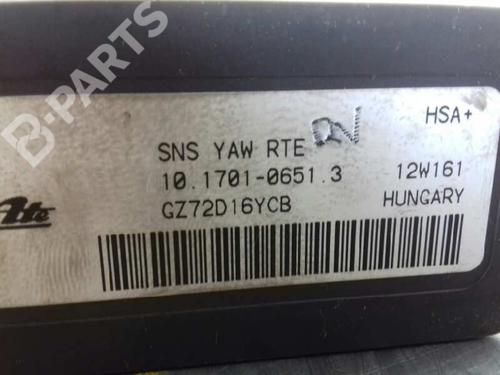 B-PARTS
HSA+
SNS YAW RTE
10.1701-0651.3
12W161
GZ72D16YCB
HUNGARY
Ate